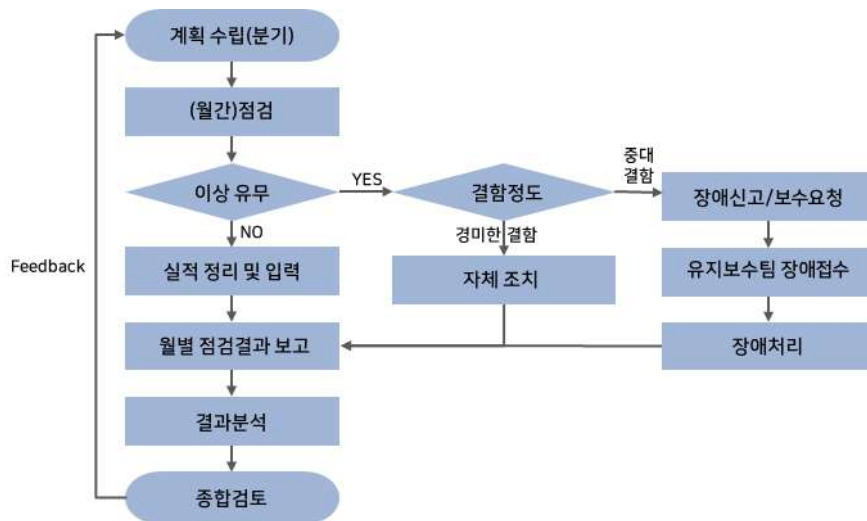 계획 수립(분기)
(월간)점검
중대
결함
이상 유무
YES
결함정도
장애신고/보수요청
NO
경미한 결함
Feedback
실적 정리 및 입력
자체 조치
유지보수팀 장애접수
월별 점검결과 보고
장애처리
결과분석
종합검토